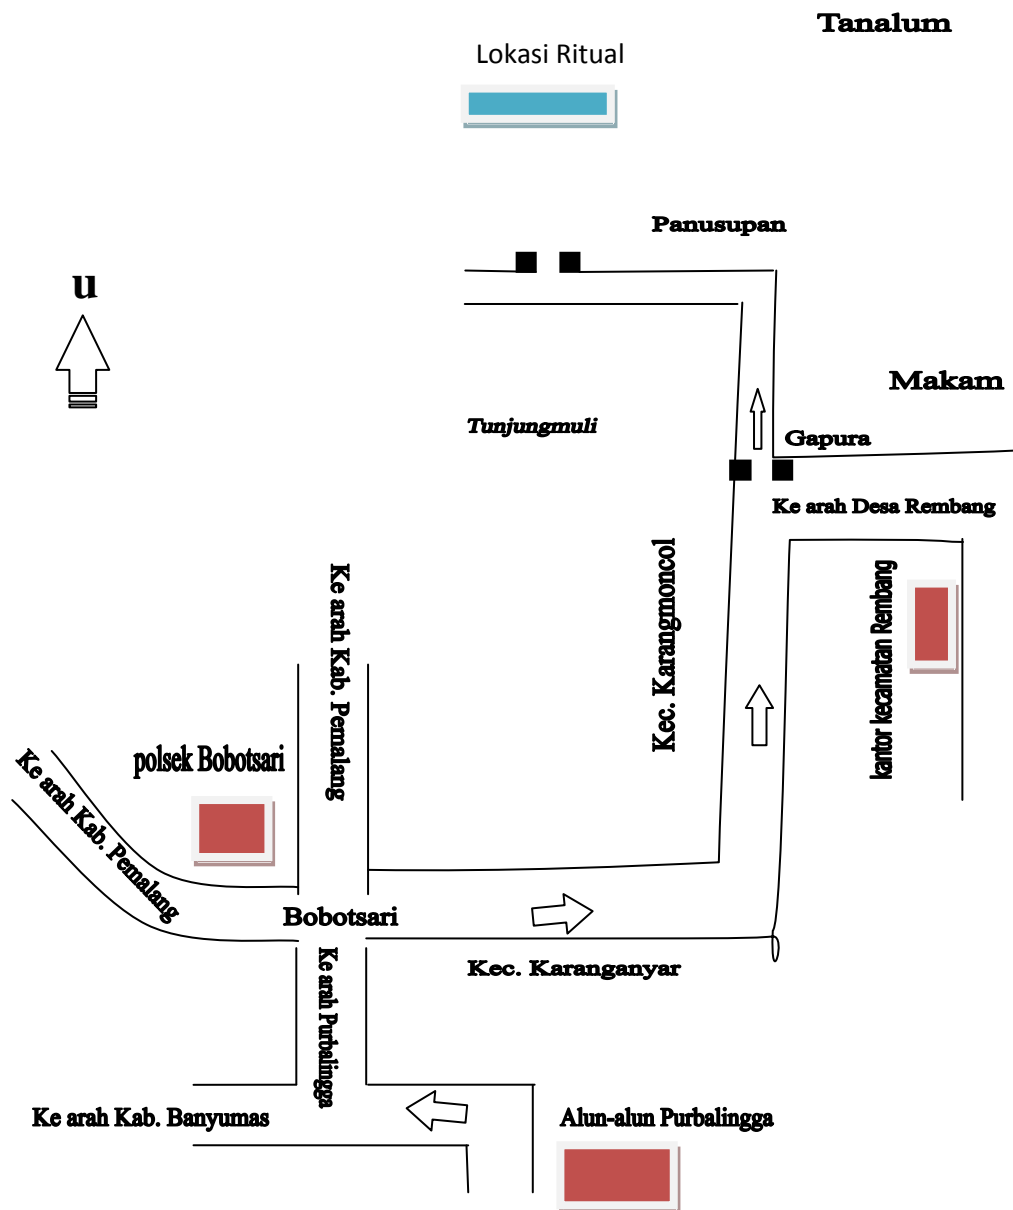 Tanalum
Lokasi Ritual
Panusupan
u
Makam
Tunjungmuli
Gapura
Ke arah Desa Rembang
Kec. Karangmoncol
kantor kecamatan Rembang
Ke arah Kab. Pemalang
polsek Bobotsari
Ke arah Kab. Pemalang
Bobotsari
Kec. Karanganyar
Ke arah Purbalingga
Ke arah Kab. Banyumas
Alun-alun Purbalingga